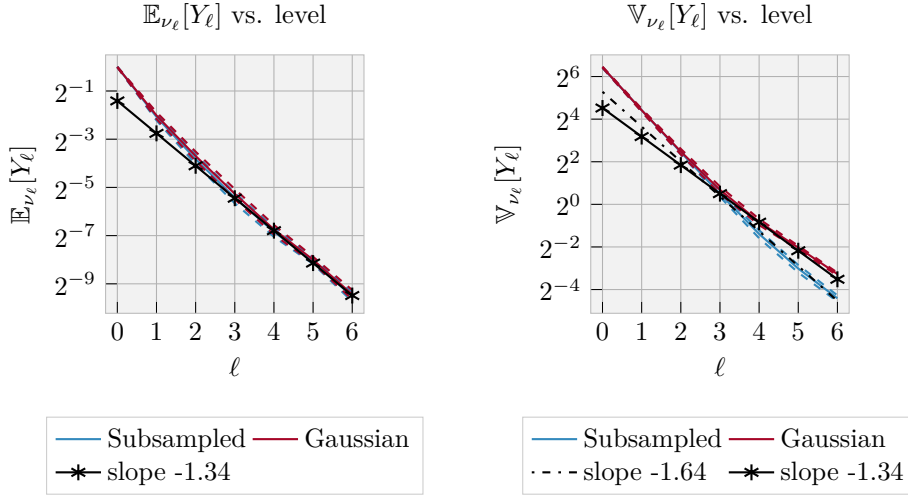 𝔼_{ν_ℓ}[Y_ℓ] vs. level
2^{-1}
2^{-3}
2^{-5}
2^{-7}
2^{-9}
𝔼_{ν_ℓ}[Y_ℓ]
0 1 2 3 4 5 6
ℓ
Subsampled Gaussian
slope -1.34
𝕍_{ν_ℓ}[Y_ℓ] vs. level
2^6
2^4
2^2
2^0
2^{-2}
2^{-4}
𝕍_{ν_ℓ}[Y_ℓ]
0 1 2 3 4 5 6
ℓ
Subsampled Gaussian
slope -1.64 slope -1.34